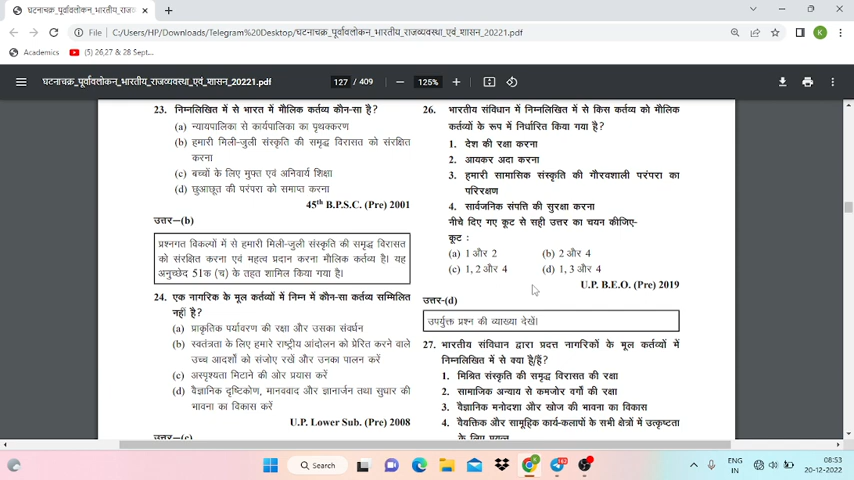 घटनाचक्र_पूर्वावलोकन_भारतीय_राज
File C:/Users/HP/Downloads/Telegram%20Desktop/घटनाचक्र_पूर्वावलोकन_भारतीय_राजव्यवस्था_एवं_शासन_20221.pdf
K
Academics
(5) 26,27 & 28 Sept...
घटनाचक्र_पूर्वावलोकन_भारतीय_राजव्यवस्था_एवं_शासन_20221.pdf
127 / 409
125%
23. निम्नलिखित में से भारत में मौलिक कर्तव्य कौन-सा है?
(a) न्यायपालिका से कार्यपालिका का पृथक्करण
(b) हमारी मिली-जुली संस्कृति की समृद्ध विरासत को संरक्षित
करना
(c) बच्चों के लिए मुफ्त एवं अनिवार्य शिक्षा
(d) छुआछूत की परंपरा को समाप्त करना
45th B.P.S.C. (Pre) 2001
उत्तर–(b)
प्रश्नगत विकल्पों में से हमारी मिली-जुली संस्कृति की समृद्ध विरासत
को संरक्षित करना एवं महत्व प्रदान करना मौलिक कर्तव्य है। यह
अनुच्छेद 51क (च) के तहत शामिल किया गया है।
24. एक नागरिक के मूल कर्तव्यों में निम्न में कौन-सा कर्तव्य सम्मिलित
नहीं है?
(a) प्राकृतिक पर्यावरण की रक्षा और उसका संवर्धन
(b) स्वतंत्रता के लिए हमारे राष्ट्रीय आंदोलन को प्रेरित करने वाले
उच्च आदर्शों को संजोए रखें और उनका पालन करें
(c) अस्पृश्यता मिटाने की ओर प्रयास करें
(d) वैज्ञानिक दृष्टिकोण, मानववाद और ज्ञानार्जन तथा सुधार की
भावना का विकास करें
U.P. Lower Sub. (Pre) 2008
उत्तर–(c)
26. भारतीय संविधान में निम्नलिखित में से किस कर्तव्य को मौलिक
कर्तव्यों के रूप में निर्धारित किया गया है?
1. देश की रक्षा करना
2. आयकर अदा करना
3. हमारी सामासिक संस्कृति की गौरवशाली परंपरा का
परिरक्षण
4. सार्वजनिक संपत्ति की सुरक्षा करना
नीचे दिए गए कूट से सही उत्तर का चयन कीजिए-
कूट :
(a) 1 और 2 (b) 2 और 4
(c) 1, 2 और 4 (d) 1, 3 और 4
U.P. B.E.O. (Pre) 2019
उत्तर-(d)
उपर्युक्त प्रश्न की व्याख्या देखें।
27. भारतीय संविधान द्वारा प्रदत्त नागरिकों के मूल कर्तव्यों में
निम्नलिखित में से क्या है/हैं?
1. मिश्रित संस्कृति की समृद्ध विरासत की रक्षा
2. सामाजिक अन्याय से कमजोर वर्गों की रक्षा
3. वैज्ञानिक मनोदशा और खोज की भावना का विकास
4. वैयक्तिक और सामूहिक कार्य-कलापों के सभी क्षेत्रों में उत्कृष्टता
के लिए प्रयत्न
Search
ENG
IN
08:53
20-12-2022